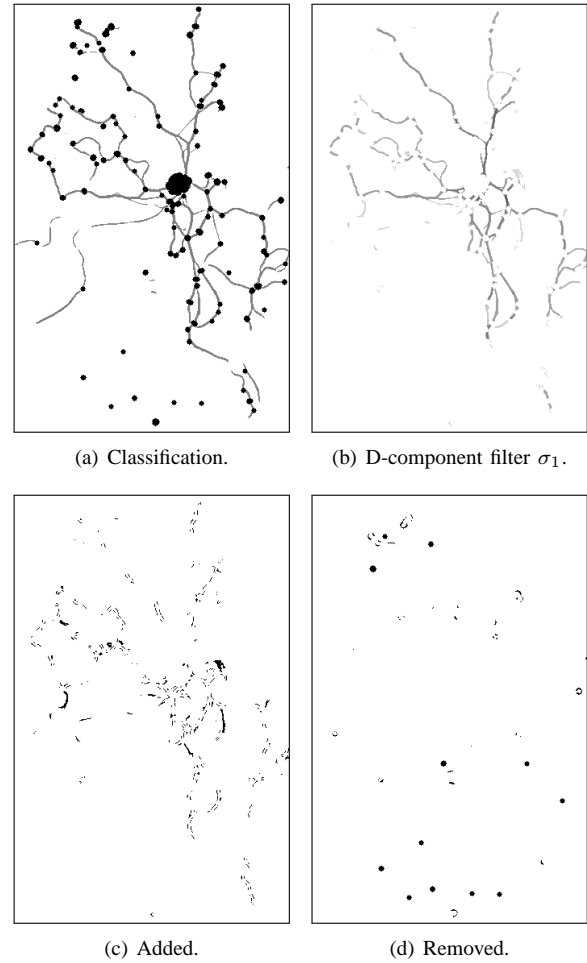 (a) Classification.
(b) D-component filter σ₁.
(c) Added.
(d) Removed.